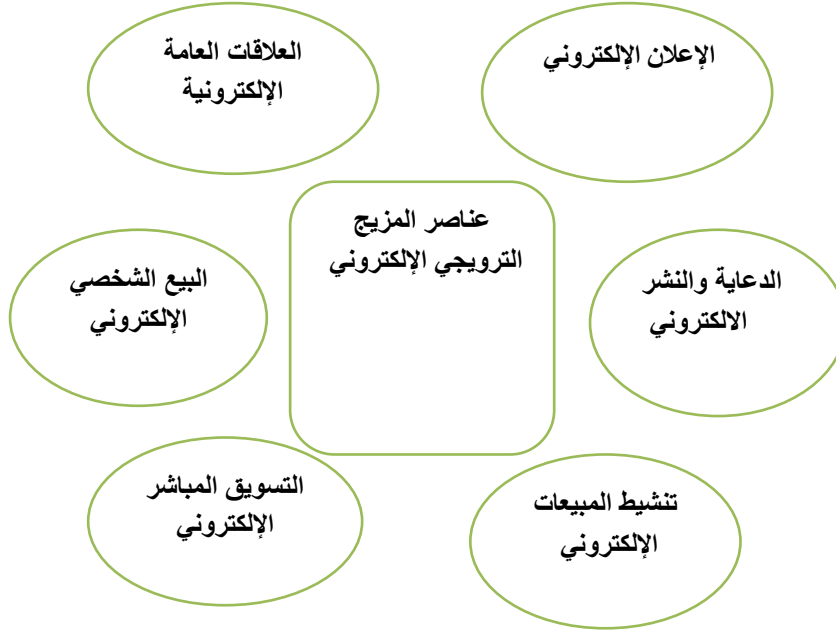 الإعلان الإلكتروني
العلاقات العامة
الإلكترونية
عناصر المزيج
الترويجي الإلكتروني
الدعاية والنشر
الالكتروني
البيع الشخصي
الإلكتروني
تنشيط المبيعات
الإلكتروني
التسويق المباشر
الإلكتروني